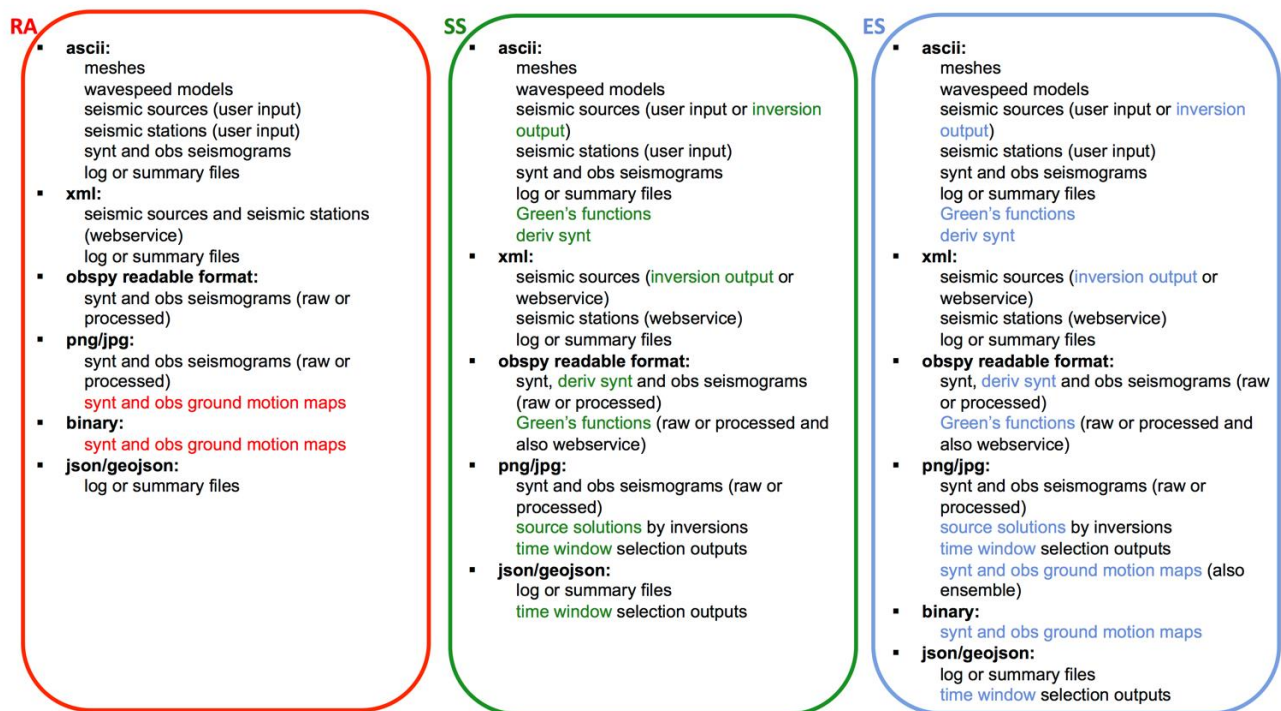 RA
▪ ascii:
meshes
wavespeed models
seismic sources (user input)
seismic stations (user input)
synt and obs seismograms
log or summary files
▪ xml:
seismic sources and seismic stations
(webservice)
log or summary files
▪ obspy readable format:
synt and obs seismograms (raw or
processed)
▪ png/jpg:
synt and obs seismograms (raw or
processed)
synt and obs ground motion maps
▪ binary:
synt and obs ground motion maps
▪ json/geojson:
log or summary files
SS
▪ ascii:
meshes
wavespeed models
seismic sources (user input or inversion
output)
seismic stations (user input)
synt and obs seismograms
log or summary files
Green's functions
deriv synt
▪ xml:
seismic sources (inversion output or
webservice)
seismic stations (webservice)
log or summary files
▪ obspy readable format:
synt, deriv synt and obs seismograms
(raw or processed)
Green's functions (raw or processed and
also webservice)
▪ png/jpg:
synt and obs seismograms (raw or
processed)
source solutions by inversions
time window selection outputs
▪ json/geojson:
log or summary files
time window selection outputs
ES
▪ ascii:
meshes
wavespeed models
seismic sources (user input or inversion
output)
seismic stations (user input)
synt and obs seismograms
log or summary files
Green's functions
deriv synt
▪ xml:
seismic sources (inversion output or
webservice)
seismic stations (webservice)
log or summary files
▪ obspy readable format:
synt, deriv synt and obs seismograms (raw
or processed)
Green's functions (raw or processed and
also webservice)
▪ png/jpg:
synt and obs seismograms (raw or
processed)
source solutions by inversions
time window selection outputs
synt and obs ground motion maps (also
ensemble)
▪ binary:
synt and obs ground motion maps
▪ json/geojson:
log or summary files
time window selection outputs